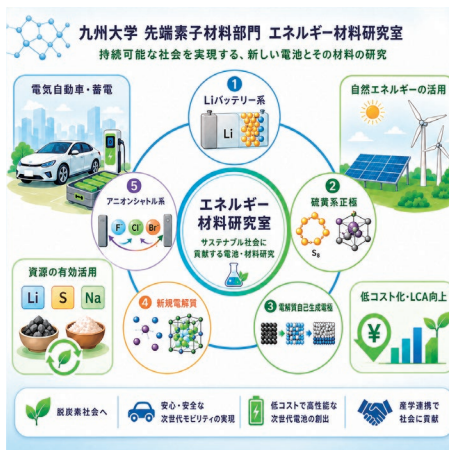 九州大学 先端素子材料部門 エネルギー材料研究室
持続可能な社会を実現する、新しい電池とその材料の研究
電気自動車・蓄電
1
Liバッテリー系
Li
自然エネルギーの活用
5
アニオンシャトル系
F Cl Br
エネルギー
材料研究室
サステナブル社会に
貢献する電池・材料研究
2
硫黄系正極
S₈
資源の有効活用
Li S Na
4 新規電解質
3 電解質自己生成電極
低コスト化・LCA向上
¥
脱炭素社会へ
安心・安全な
次世代モビリティの実現
低コストで高性能な
次世代電池の創出
産学連携で
社会に貢献